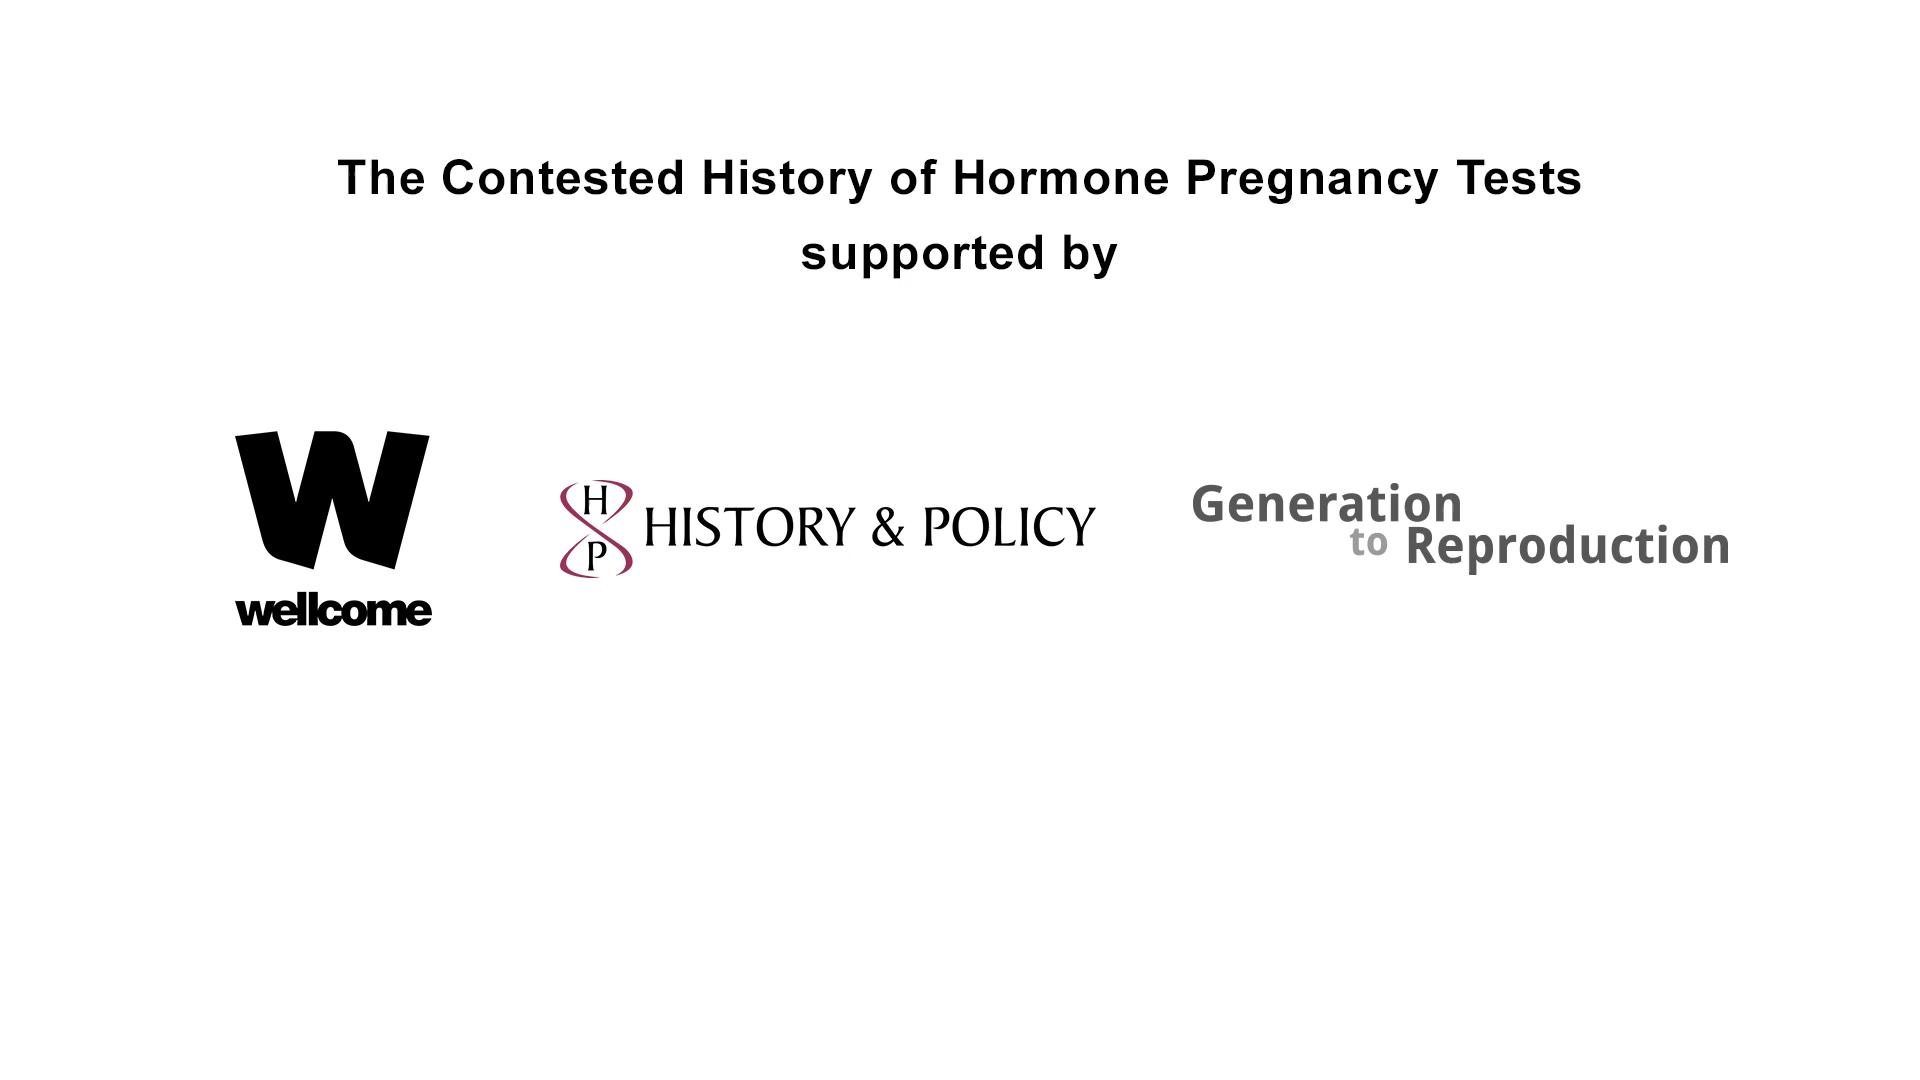 The Contested History of Hormone Pregnancy Tests
supported by
W
wellcome
H
P
HISTORY & POLICY
Generation
to Reproduction